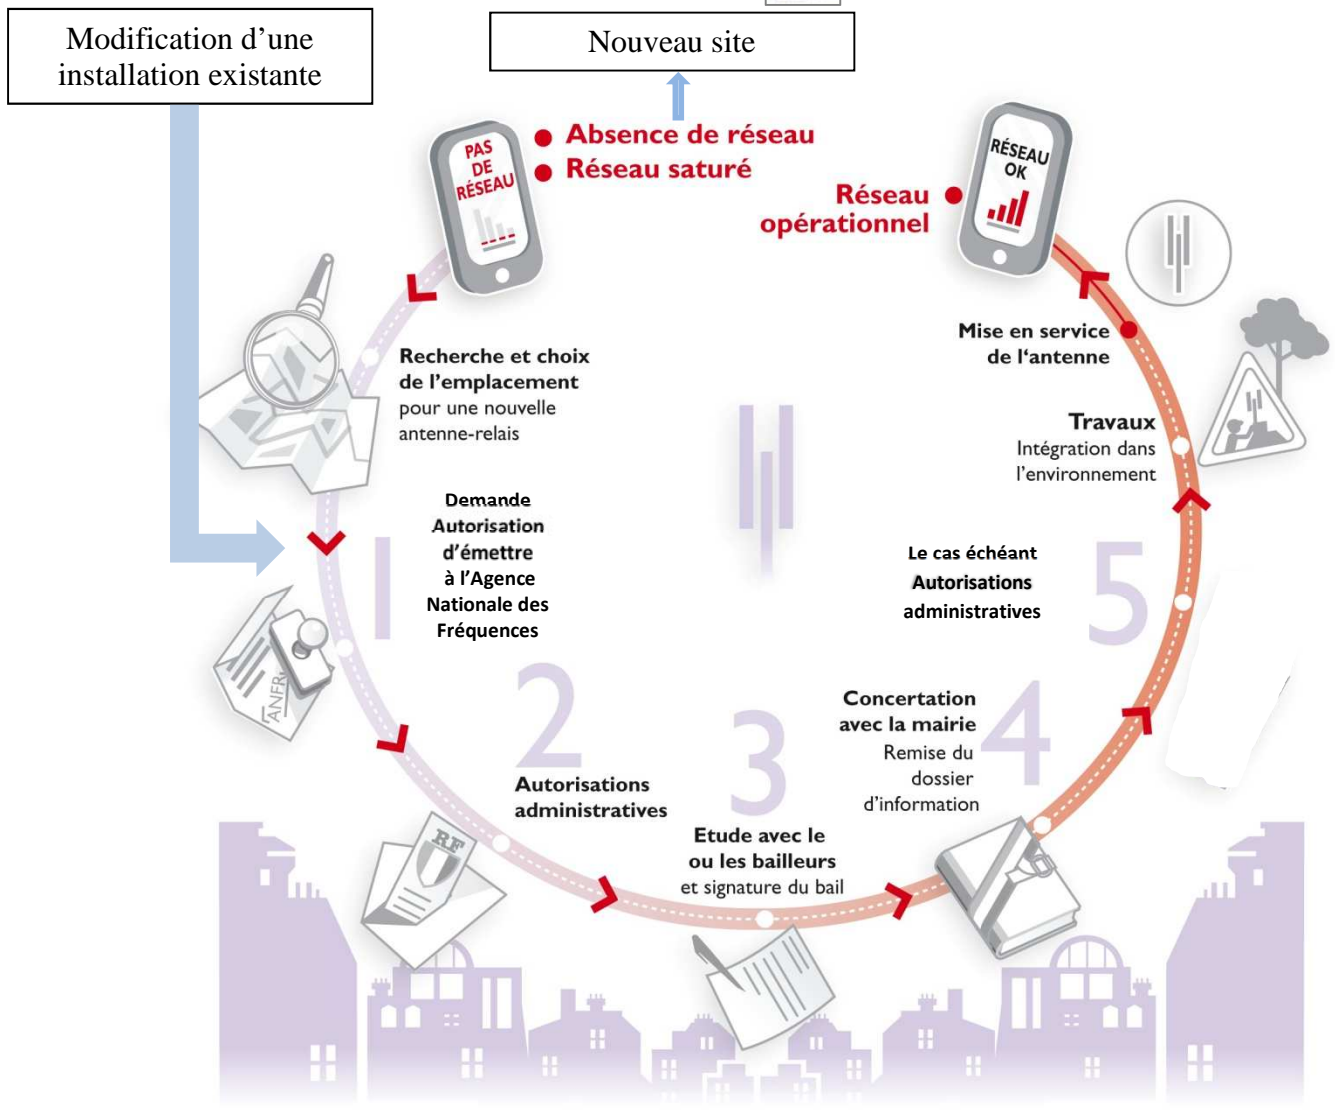 Modification d’une
installation existante
Nouveau site
PAS
DE
RÉSEAU
Absence de réseau
Réseau saturé
Réseau
opérationnel
RÉSEAU
OK
Recherche et choix
de l’emplacement
pour une nouvelle
antenne-relais
Mise en service
de l‘antenne
Travaux
Intégration dans
l’environnement
1
Demande
Autorisation
d’émettre
à l’Agence
Nationale des
Fréquences
ANFR
2
Autorisations
administratives
RF
3
Etude avec le
ou les bailleurs
et signature du bail
4
Concertation
avec la mairie
Remise du
dossier
d’information
5
Le cas échéant
Autorisations
administratives